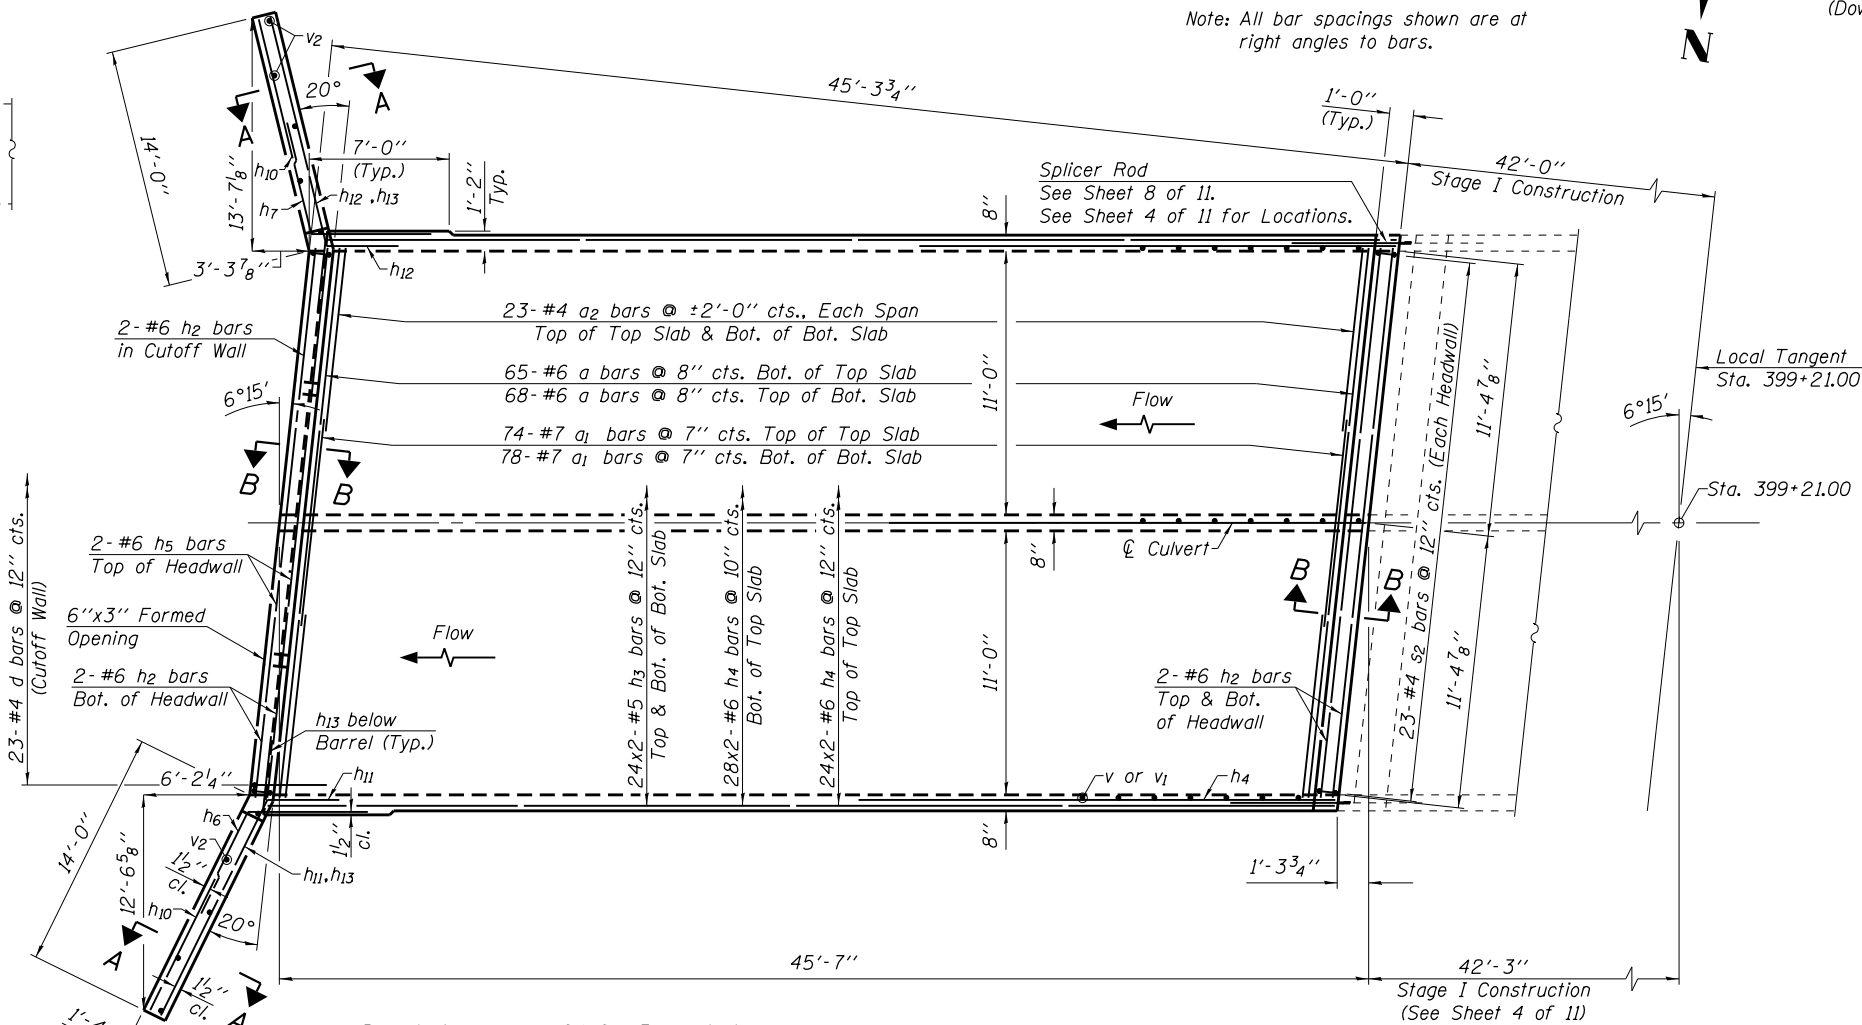 Note: All bar spacings shown are at
right angles to bars.
N
(Dov
v2
20°
A
A
14'-0"
13'-7⅞"
h10
h7
h12 ,h13
7'-0"
(Typ.)
1'-2"
Typ.
45'-3¾"
1'-0"
(Typ.)
42'-0"
Stage I Construction
Splicer Rod
See Sheet 8 of 11.
See Sheet 4 of 11 for Locations.
8"
3'-3⅞"
h12
23-#4 a2 bars @ ±2'-0" cts., Each Span
Top of Top Slab & Bot. of Bot. Slab
2-#6 h2 bars
in Cutoff Wall
65-#6 a bars @ 8" cts. Bot. of Top Slab
68-#6 a bars @ 8" cts. Top of Bot. Slab
6°15'
74-#7 a1 bars @ 7" cts. Top of Top Slab
78-#7 a1 bars @ 7" cts. Bot. of Bot. Slab
11'-0"
Flow
23-#4 s2 bars @ 12" cts. (Each Headwall)
11'-4⅞"
Local Tangent
Sta. 399+21.00
6°15'
Sta. 399+21.00
B
B
23-#4 d bars @ 12" cts.
(Cutoff Wall)
2-#6 h5 bars
Top of Headwall
6"x3" Formed
Opening
2-#6 h2 bars
Bot. of Headwall
24x2-#5 h3 bars @ 12" cts.
Top & Bot. of Bot. Slab
28x2-#6 h4 bars @ 10" cts.
Bot. of Top Slab
24x2-#6 h4 bars @ 12" cts.
Top of Top Slab
℄ Culvert
8"
B
B
Flow
11'-0"
11'-4⅞"
2-#6 h2 bars
Top & Bot.
of Headwall
h13 below
Barrel (Typ.)
6'-2¼"
h11
v or v1
h4
14'-0"
12'-6⅝"
h6
v2
1½"
cl.
h10
h11,h13
20°
1½"
cl.
8"
1'-3¾"
A
A
1½"
cl.
45'-7"
42'-3"
Stage I Construction
(See Sheet 4 of 11)